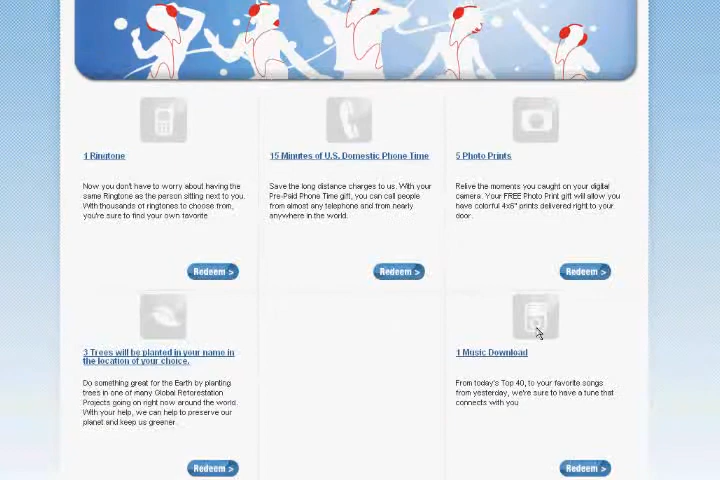 1 Ringtone
Now you don't have to worry about having the
same Ringtone as the person sitting next to you.
With thousands of ringtones to choose from,
you're sure to find your own favorite
Redeem >
15 Minutes of U.S. Domestic Phone Time
Save the long distance charges to us. With your
Pre-Paid Phone Time gift, you can call people
from almost any telephone and from nearly
anywhere in the world.
Redeem >
5 Photo Prints
Relive the moments you caught on your digital
camera. Your FREE Photo Print gift will allow you
have colorful 4x6" prints delivered right to your
door.
Redeem >
3 Trees will be planted in your name in
the location of your choice.
Do something great for the Earth by planting
trees in one of many Global Reforestation
Projects going on right now around the world.
With your help, we can help to preserve our
planet and keep us greener.
Redeem >
1 Music Download
From today's Top 40, to your favorite songs
from yesterday, we're sure to have a tune that
connects with you
Redeem >